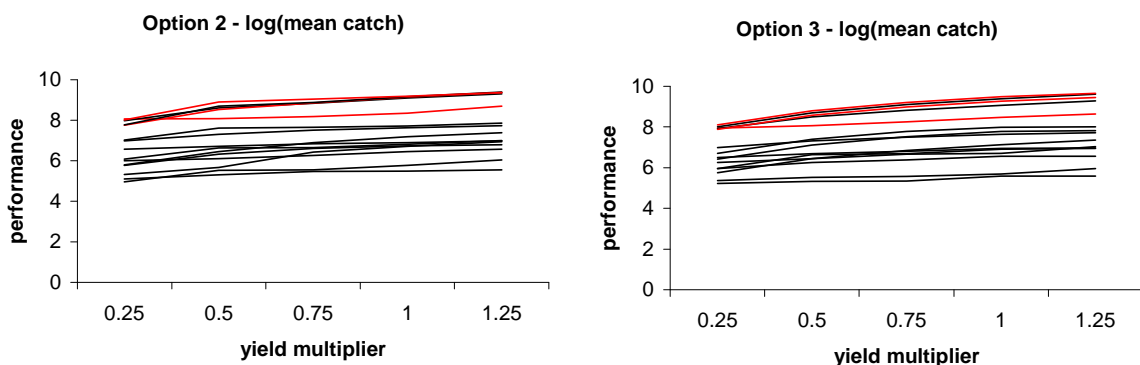 Option 2 - log(mean catch)
performance
10
8
6
4
2
0
0.25 0.5 0.75 1 1.25
yield multiplier
Option 3 - log(mean catch)
performance
10
8
6
4
2
0
0.25 0.5 0.75 1 1.25
yield multiplier